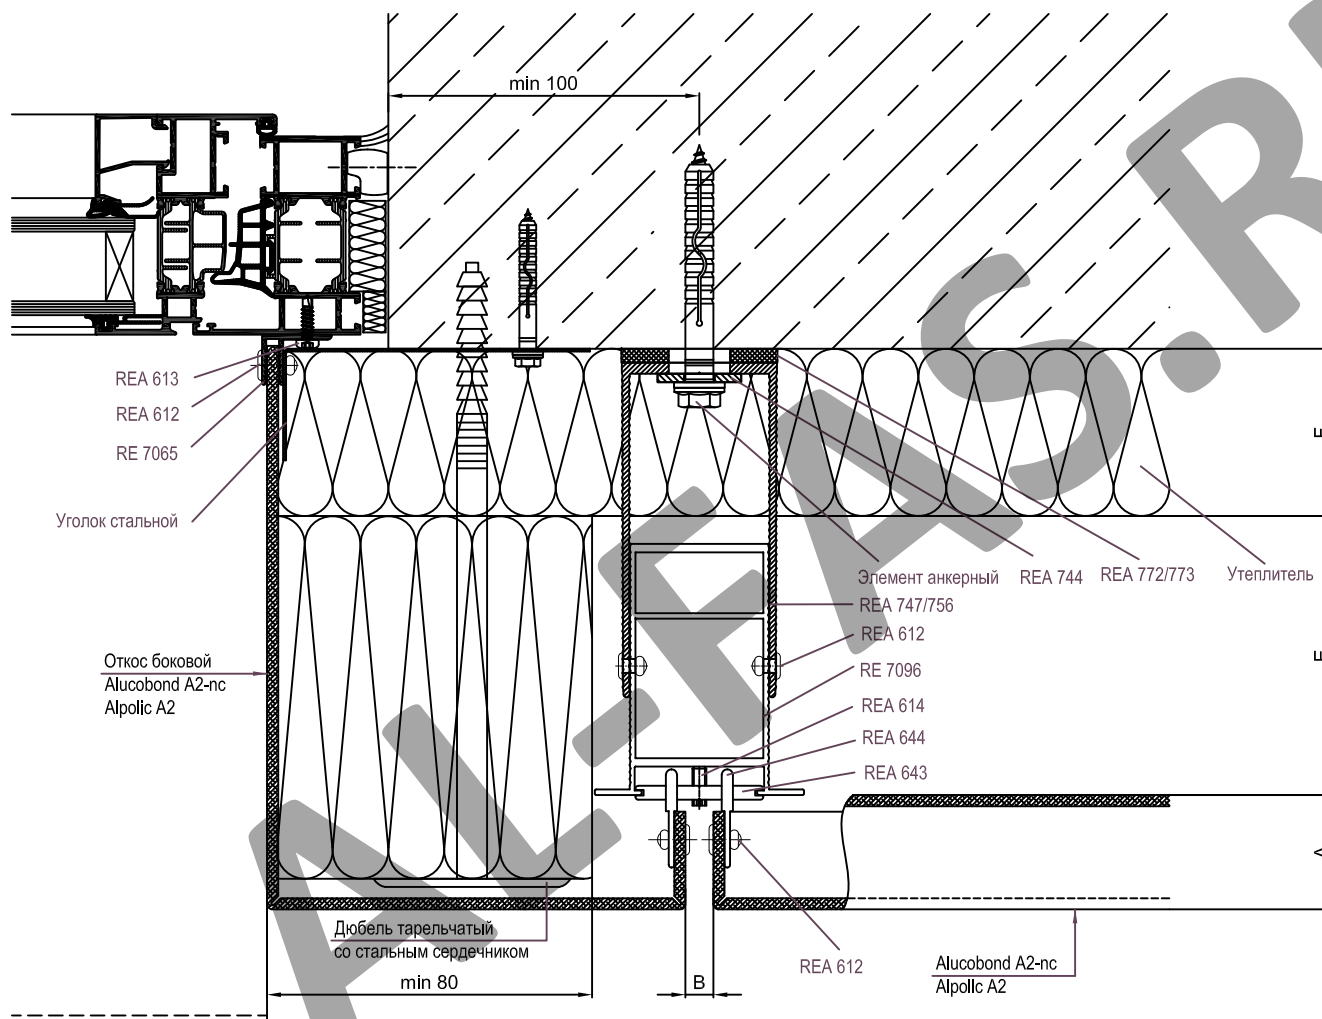 min 100
REA 613
REA 612
RE 7065
Уголок стальной
Элемент анкерный
REA 744
REA 772/773
Утеплитель
REA 747/756
REA 612
RE 7096
REA 614
REA 644
REA 643
Откос боковой
Alucobond A2-nc
Alpolic A2
Дюбель тарельчатый
со стальным сердечником
min 80
B
REA 612
Alucobond A2-nc
Alpolic A2
AL-FAS.R